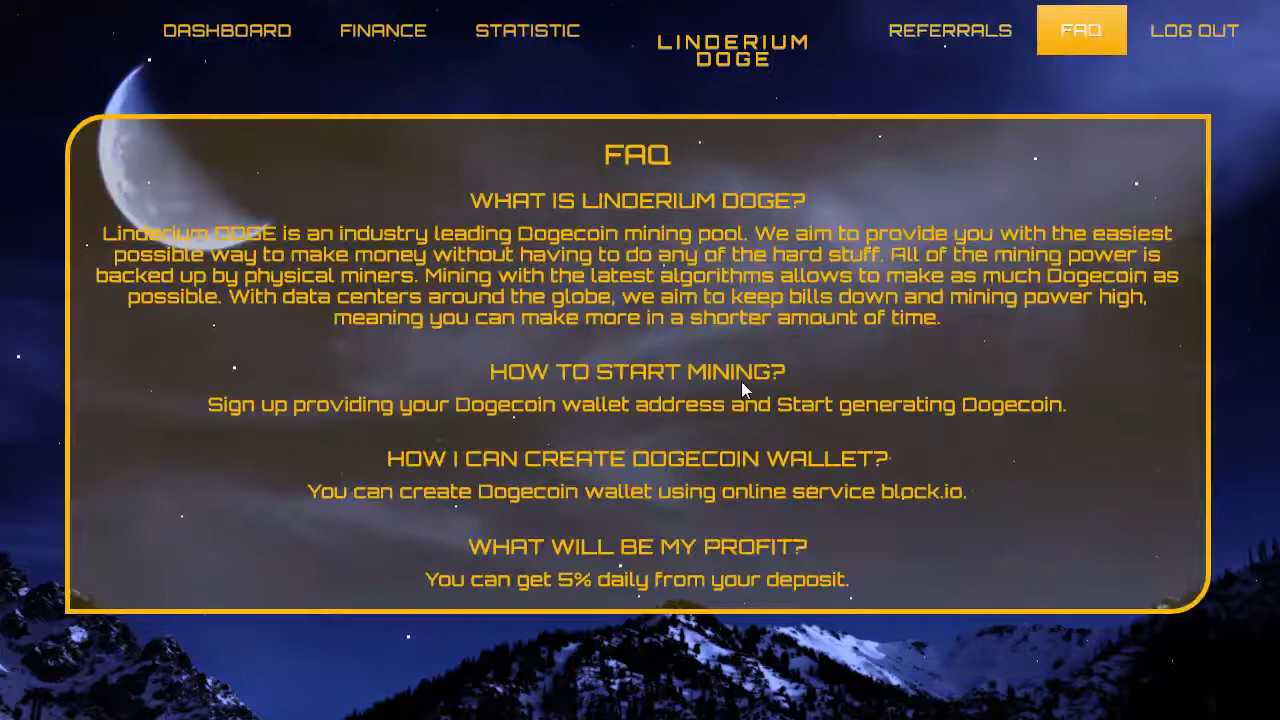 DASHBOARD FINANCE STATISTIC LINDERIUM DOGE REFERRALS FAQ LOG OUT
FAQ
WHAT IS LINDERIUM DOGE?
Linderium DOGE is an industry leading Dogecoin mining pool. We aim to provide you with the easiest
possible way to make money without having to do any of the hard stuff. All of the mining power is
backed up by physical miners. Mining with the latest algorithms allows to make as much Dogecoin as
possible. With data centers around the globe, we aim to keep bills down and mining power high,
meaning you can make more in a shorter amount of time.
HOW TO START MINING?
Sign up providing your Dogecoin wallet address and Start generating Dogecoin.
HOW I CAN CREATE DOGECOIN WALLET?
You can create Dogecoin wallet using online service block.io.
WHAT WILL BE MY PROFIT?
You can get 5% daily from your deposit.